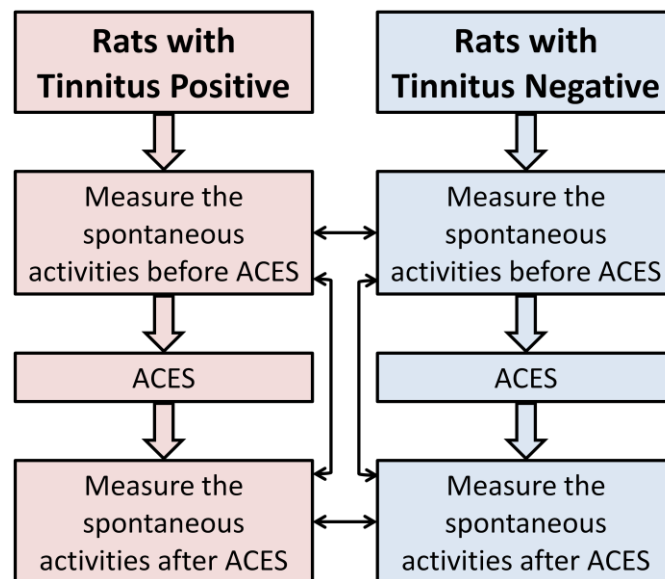 Rats with
Tinnitus Positive
Measure the
spontaneous
activities before ACES
ACES
Measure the
spontaneous
activities after ACES
Rats with
Tinnitus Negative
Measure the
spontaneous
activities before ACES
ACES
Measure the
spontaneous
activities after ACES